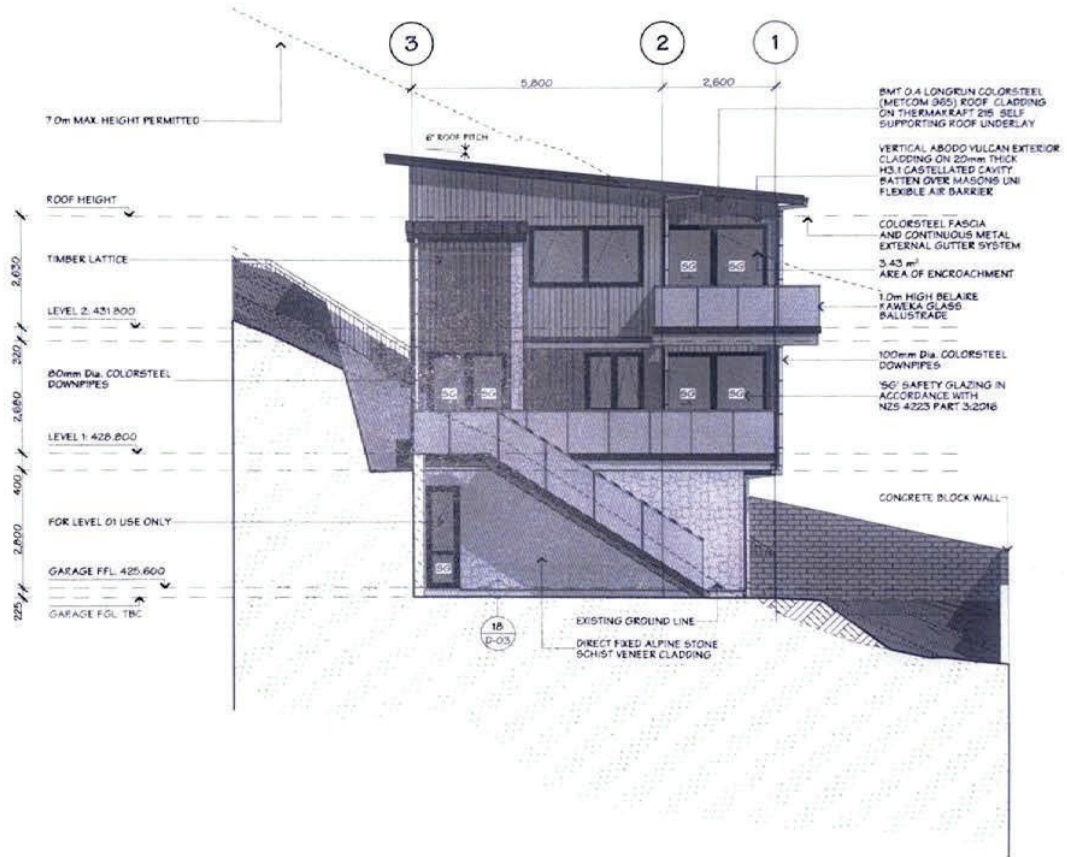 3
2
1
5,800
2,600
7.0m MAX. HEIGHT PERMITTED
6° ROOF PITCH
BMT 0.4 LONGRUN COLORSTEEL
(METCOM 965) ROOF CLADDING
ON THERMAKRAFT 215 SELF
SUPPORTING ROOF UNDERLAY
VERTICAL ABODO VULCAN EXTERIOR
CLADDING ON 20mm THICK
H3.1 CASTELLATED CAVITY
BATTEN OVER MASONS UNI
FLEXIBLE AIR BARRIER
ROOF HEIGHT
COLORSTEEL FASCIA
AND CONTINUOUS METAL
EXTERNAL GUTTER SYSTEM
TIMBER LATTICE
3.43 m²
AREA OF ENCROACHMENT
SG SG
2,630
LEVEL 2: 431.800
1.0m HIGH BELAIRE
KAWEKA GLASS
BALUSTRADE
320
80mm Dia. COLORSTEEL
DOWNPIPES
100mm Dia. COLORSTEEL
DOWNPIPES
SG SG
SG SG
'SG' SAFETY GLAZING IN
ACCORDANCE WITH
NZS 4223 PART 3:2016
2,680
LEVEL 1: 428.800
400
CONCRETE BLOCK WALL
FOR LEVEL 01 USE ONLY
2,800
SG
GARAGE FFL: 425.600
225
GARAGE FGL: TBC
EXISTING GROUND LINE
18
D-03
DIRECT FIXED ALPINE STONE
SCHIST VENEER CLADDING